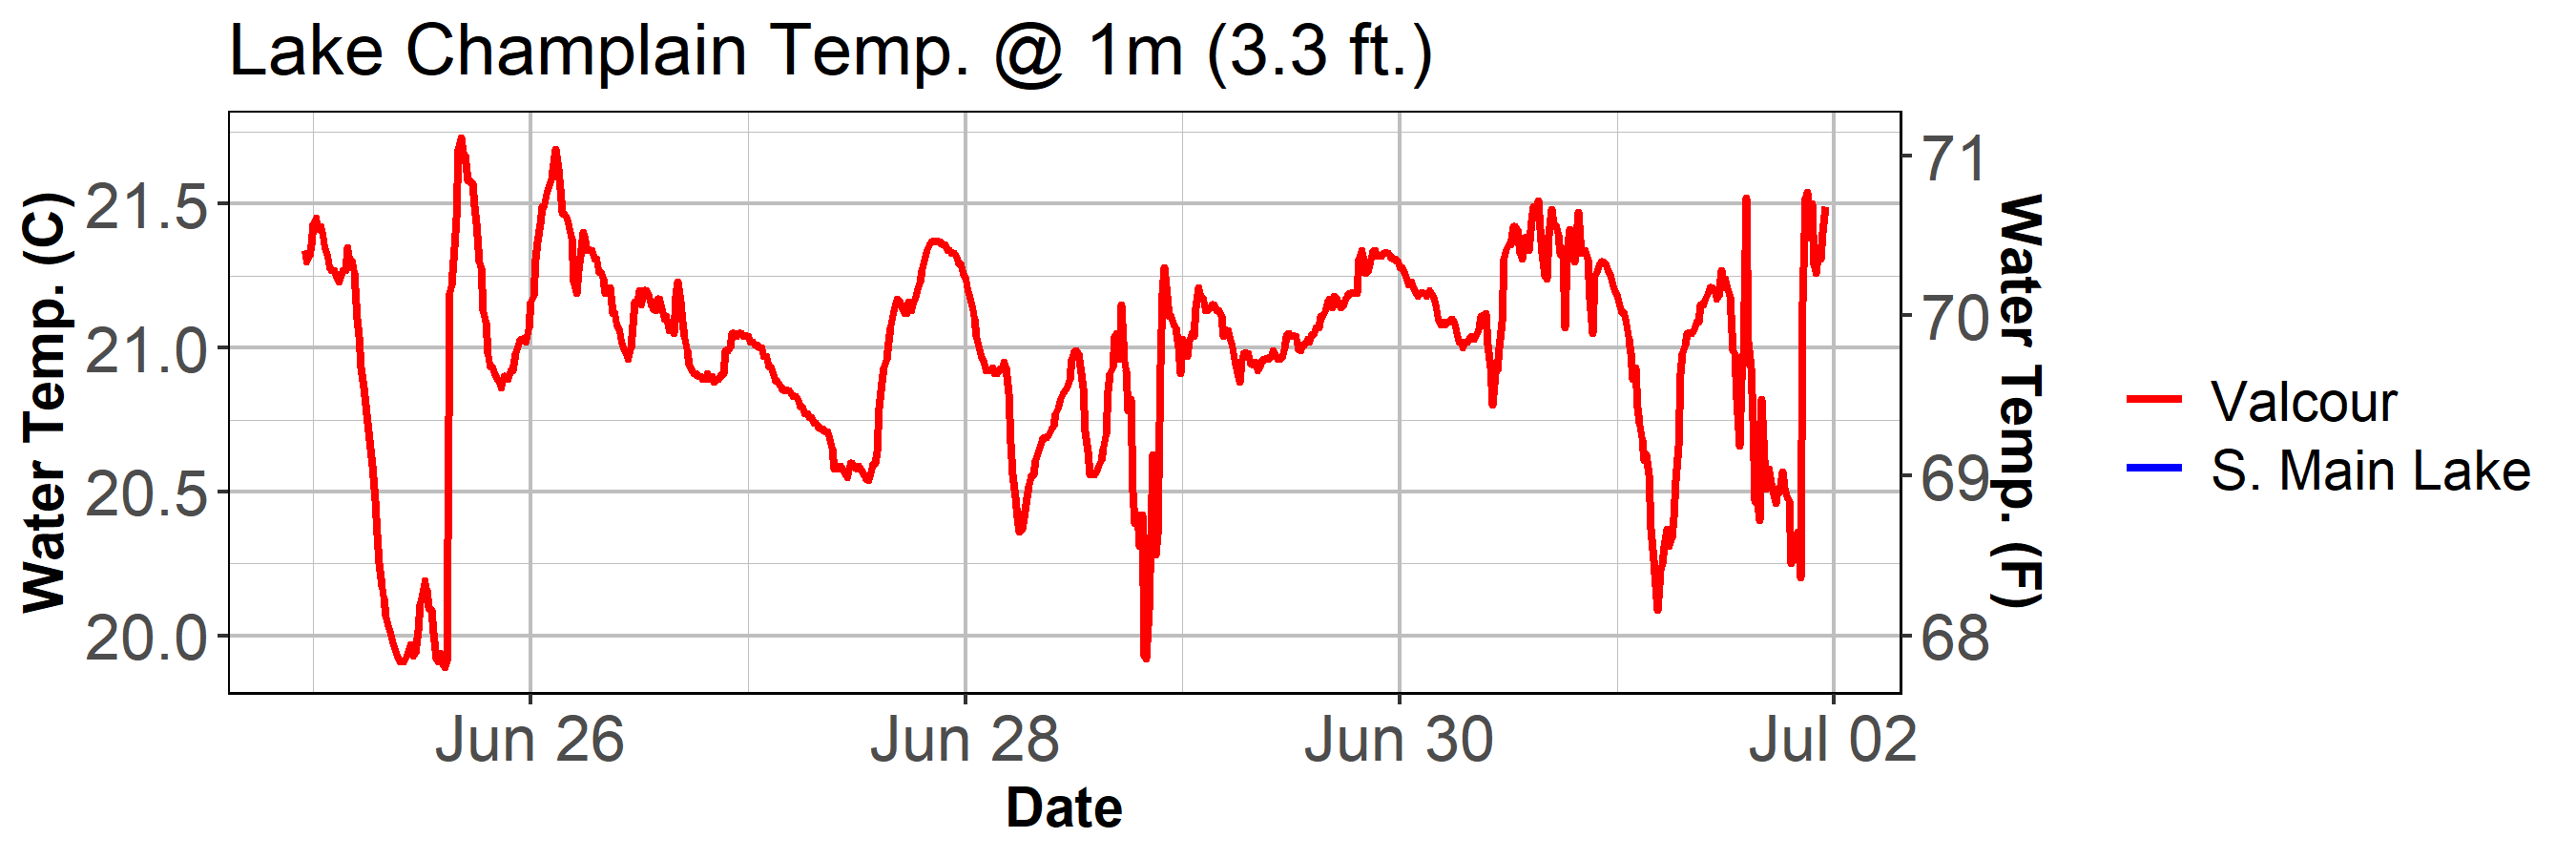 Lake Champlain Temp. @ 1m (3.3 ft.)
Water Temp. (C)
21.5
21.0
20.5
20.0
71
70
69
68
Water Temp. (F)
Jun 26
Jun 28
Jun 30
Jul 02
Date
Valcour
S. Main Lake